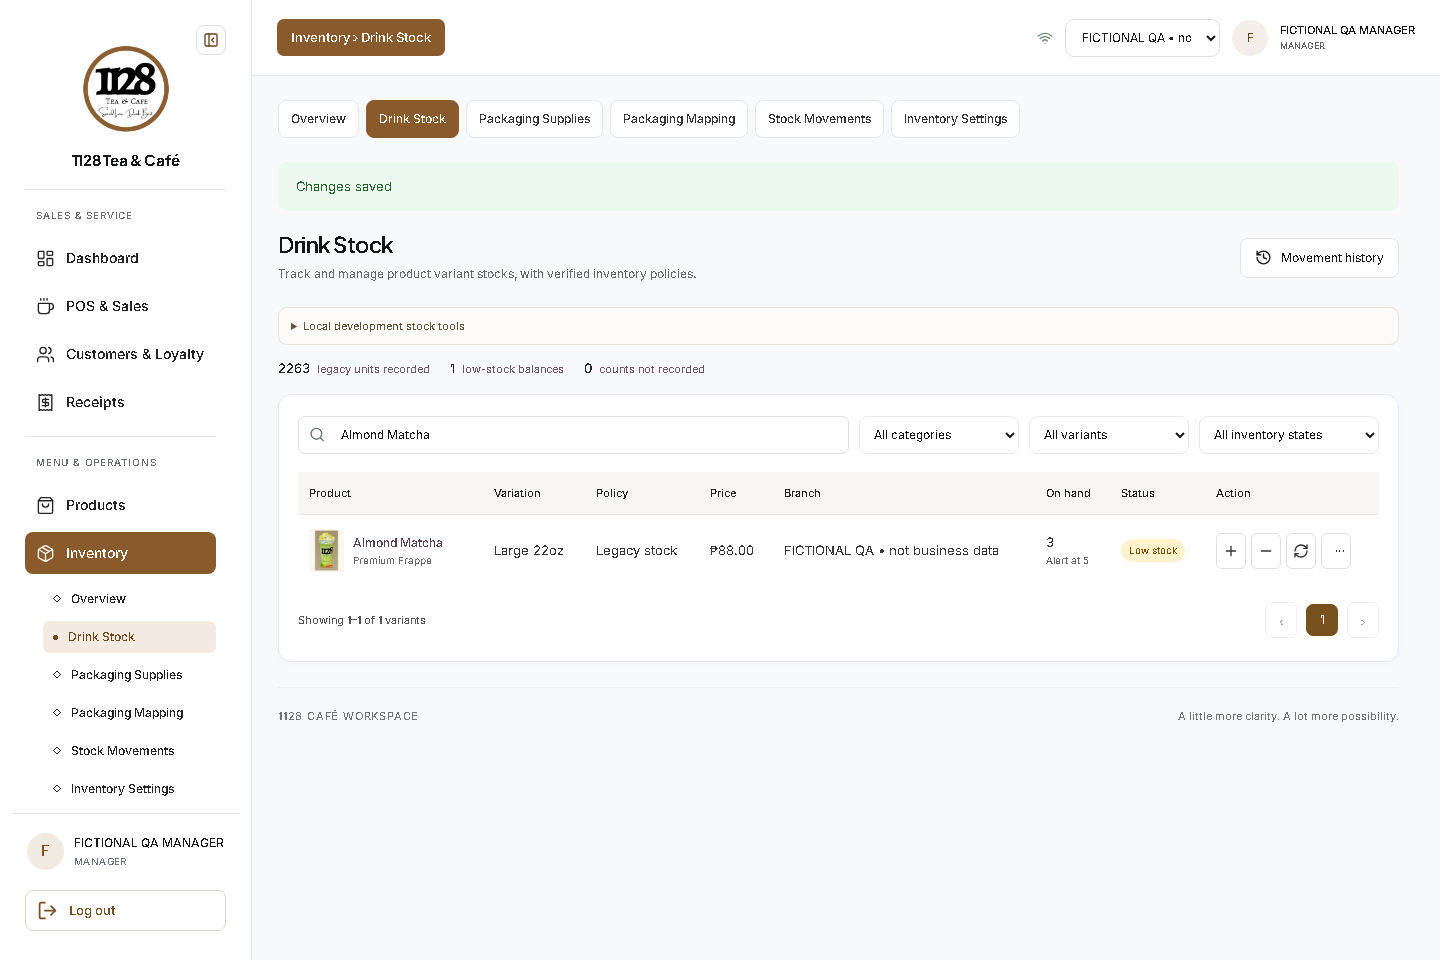 1128
TEA & CAFE
1128 Tea & Café
SALES & SERVICE
Dashboard
POS & Sales
Customers & Loyalty
Receipts
MENU & OPERATIONS
Products
Inventory
Overview
Drink Stock
Packaging Supplies
Packaging Mapping
Stock Movements
Inventory Settings
F
FICTIONAL QA MANAGER
MANAGER
Log out
Inventory › Drink Stock
FICTIONAL QA • nc
F
FICTIONAL QA MANAGER
MANAGER
Overview
Drink Stock
Packaging Supplies
Packaging Mapping
Stock Movements
Inventory Settings
Changes saved
Drink Stock
Track and manage product variant stocks, with verified inventory policies.
Movement history
Local development stock tools
2263 legacy units recorded 1 low-stock balances 0 counts not recorded
Almond Matcha
All categories
All variants
All inventory states
Product Variation Policy Price Branch On hand Status Action
Almond Matcha
Premium Frappe
Large 22oz
Legacy stock
₱88.00
FICTIONAL QA • not business data
3
Alert at 5
Low stock
+ − ...
Showing 1–1 of 1 variants
‹ 1 ›
1128 CAFÉ WORKSPACE
A little more clarity. A lot more possibility.